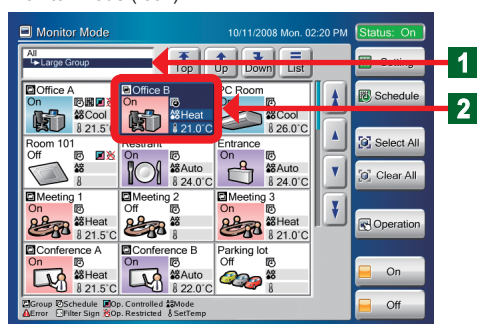 Monitor Mode
10/11/2008 Mon. 02:20 PM
Status: On
All
Large Group
Top
Up
Down
List
Setting
1
Office A
On
Cool
21.5°C
Office B
On
Heat
21.0°C
PC Room
On
Cool
26.0°C
Schedule
2
Room 101
Off
Restrant
On
Auto
24.0°C
Entrance
On
Auto
24.0°C
Select All
Clear All
Meeting 1
On
Heat
21.5°C
Meeting 2
Off
Meeting 3
On
Heat
21.0°C
Operation
Conference A
On
Heat
21.5°C
Conference B
On
Auto
22.0°C
Parking lot
Off
On
Off
Group Schedule Op. Controlled Mode
Error Filter Sign Op. Restricted SetTemp